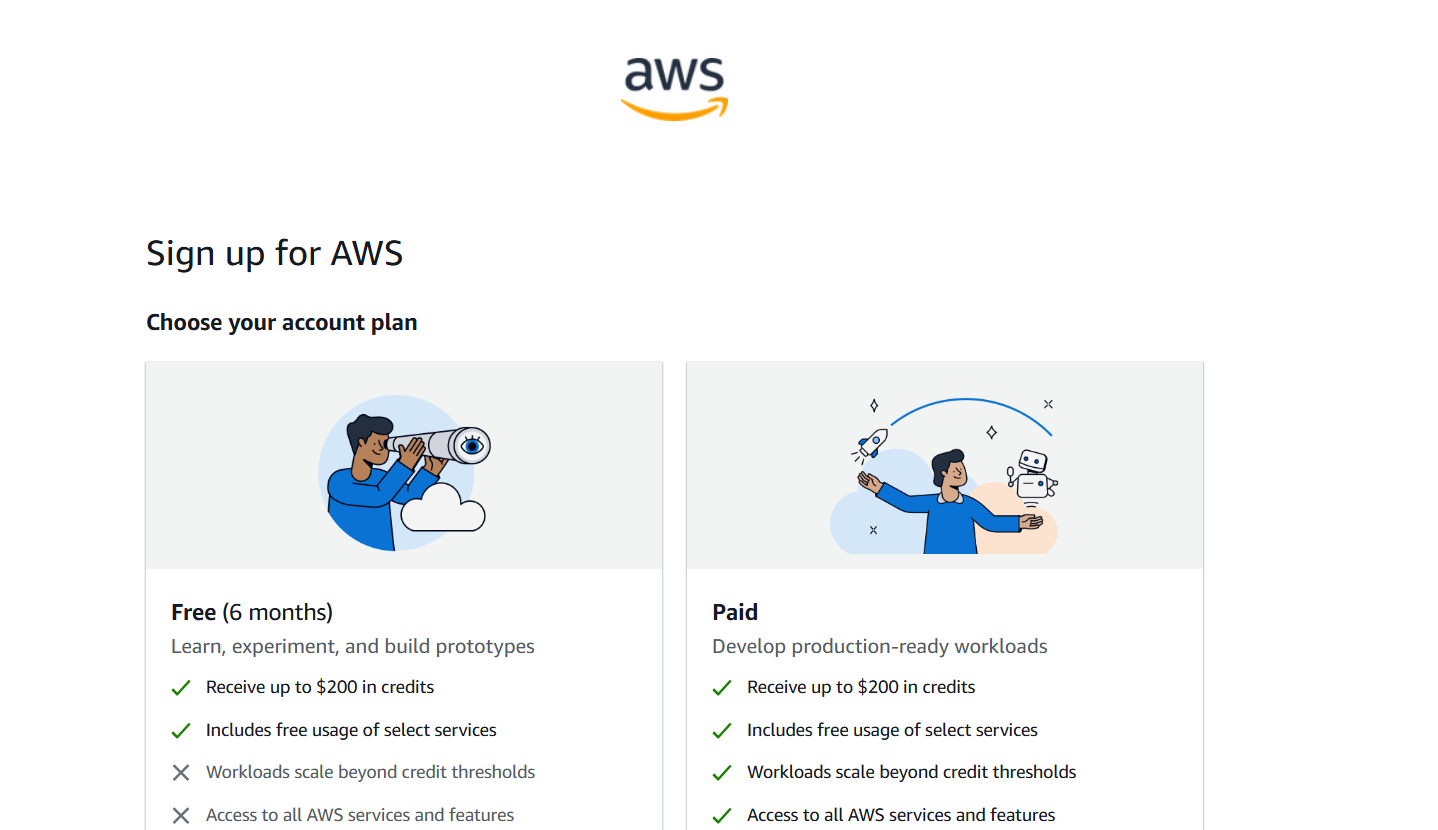 aws
Sign up for AWS
Choose your account plan
Free (6 months)
Learn, experiment, and build prototypes
Receive up to $200 in credits
Includes free usage of select services
Workloads scale beyond credit thresholds
Access to all AWS services and features
Paid
Develop production-ready workloads
Receive up to $200 in credits
Includes free usage of select services
Workloads scale beyond credit thresholds
Access to all AWS services and features